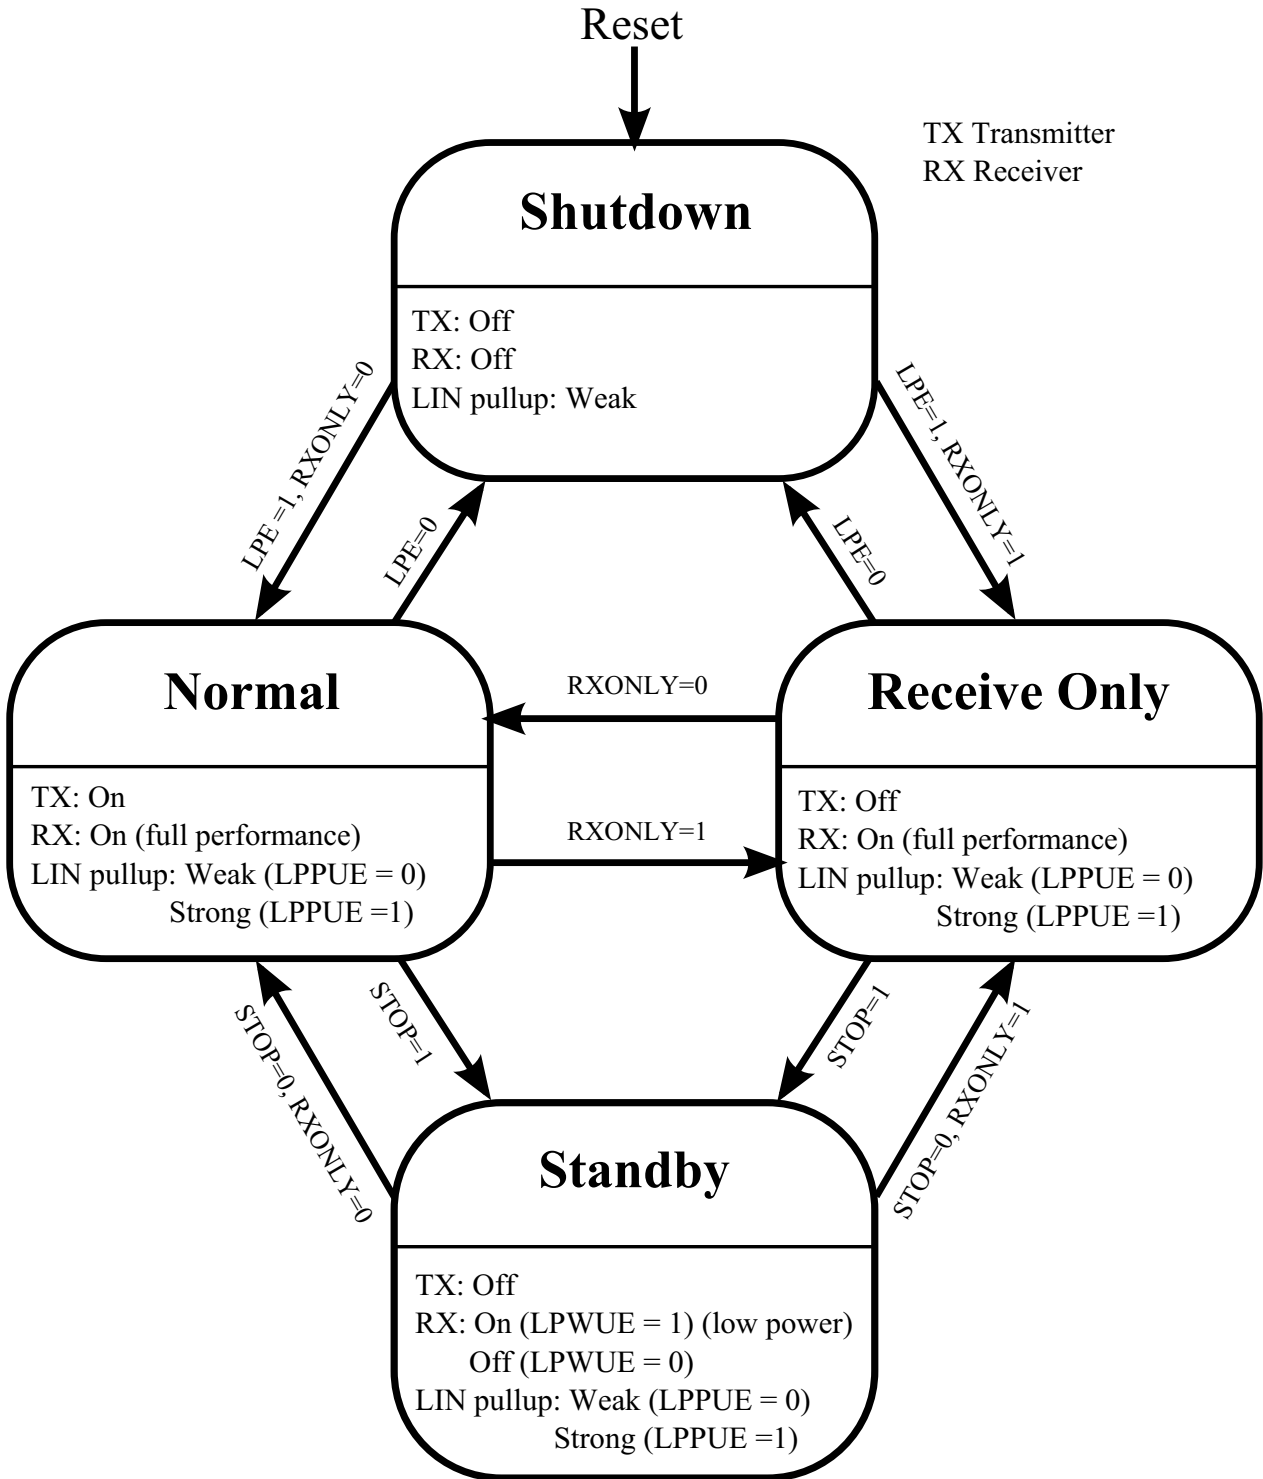 Reset
TX Transmitter
RX Receiver
Shutdown
TX: Off
RX: Off
LIN pullup: Weak
LPE =1, RXONLY=0
LPE=0
LPE=0
LPE=1, RXONLY=1
Normal
TX: On
RX: On (full performance)
LIN pullup: Weak (LPPUE = 0)
Strong (LPPUE =1)
RXONLY=0
RXONLY=1
Receive Only
TX: Off
RX: On (full performance)
LIN pullup: Weak (LPPUE = 0)
Strong (LPPUE =1)
STOP=0, RXONLY=0
STOP=1
STOP=1
STOP=0, RXONLY=1
Standby
TX: Off
RX: On (LPWUE = 1) (low power)
Off (LPWUE = 0)
LIN pullup: Weak (LPPUE = 0)
Strong (LPPUE =1)